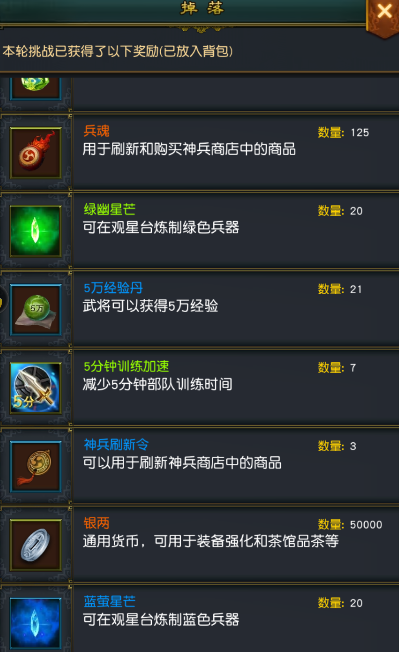 掉 落
本轮挑战已获得了以下奖励(已放入背包)
兵魂
数量: 125
用于刷新和购买神兵商店中的商品
绿幽星芒
数量: 20
可在观星台炼制绿色兵器
5万经验丹
数量: 21
5万
武将可以获得5万经验
5分钟训练加速
数量: 7
5分
减少5分钟部队训练时间
神兵刷新令
数量: 3
可以用于刷新神兵商店中的商品
银两
数量: 50000
通用货币，可用于装备强化和茶馆品茶等
蓝萤星芒
数量: 20
可在观星台炼制蓝色兵器